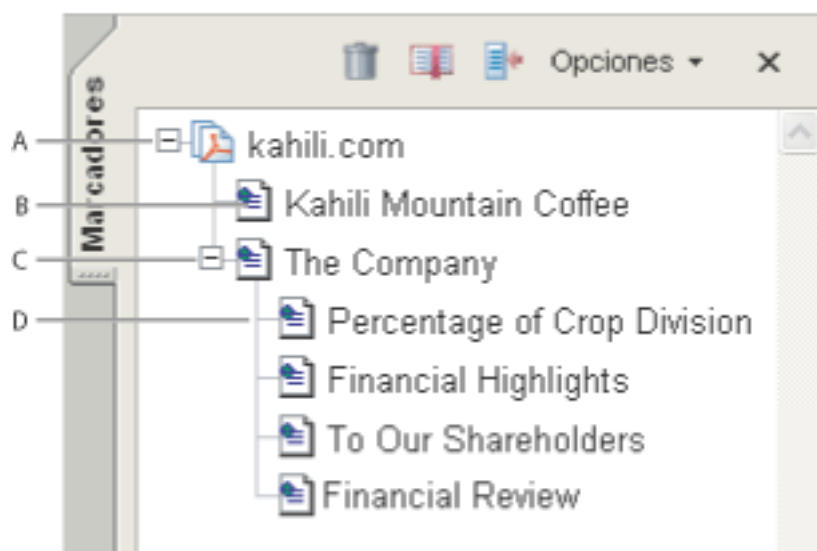 Opciones
Marcadores
A
kahili.com
B
Kahili Mountain Coffee
C
The Company
D
Percentage of Crop Division
Financial Highlights
To Our Shareholders
Financial Review